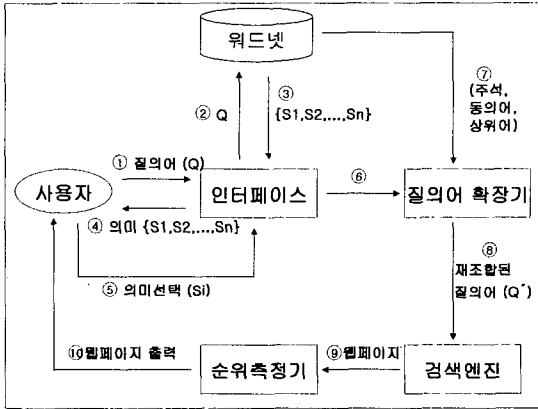 워드넷
② Q
③
{S1,S2,...,Sn}
⑦
(주석,
동의어,
상위어)
① 질의어 (Q)
사용자
인터페이스
⑥
질의어 확장기
④ 의미 {S1,S2,...,Sn}
⑤ 의미선택 (Si)
⑧
재조합된
질의어 (Q*)
⑩웹페이지 출력
순위측정기
⑨웹페이지
검색엔진